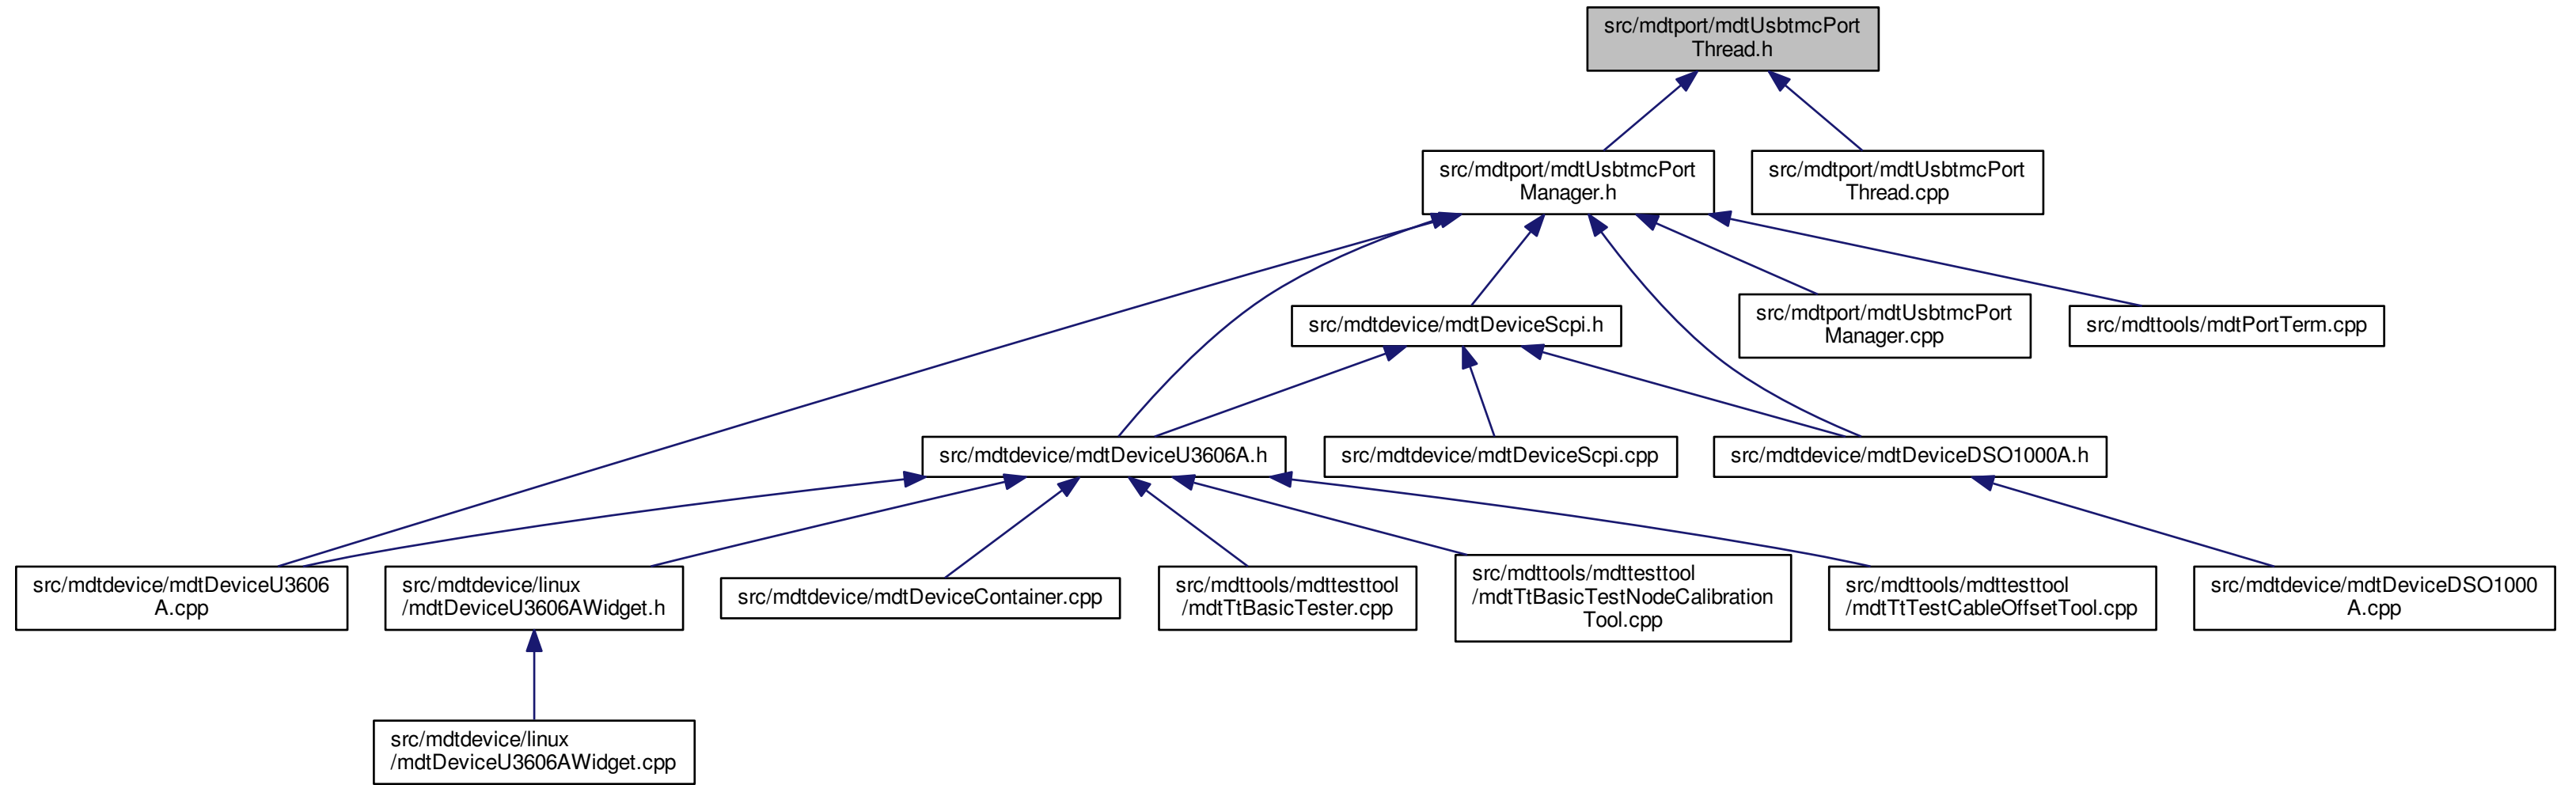 src/mdtport/mdtUsbtmcPort
Thread.h
src/mdtport/mdtUsbtmcPort
Manager.h
src/mdtport/mdtUsbtmcPort
Thread.cpp
src/mdtdevice/mdtDeviceScpi.h
src/mdtport/mdtUsbtmcPort
Manager.cpp
src/mdttools/mdtPortTerm.cpp
src/mdtdevice/mdtDeviceU3606A.h
src/mdtdevice/mdtDeviceScpi.cpp
src/mdtdevice/mdtDeviceDSO1000A.h
src/mdtdevice/mdtDeviceU3606
A.cpp
src/mdtdevice/linux
/mdtDeviceU3606AWidget.h
src/mdtdevice/mdtDeviceContainer.cpp
src/mdttools/mdttesttool
/mdtTtBasicTester.cpp
src/mdttools/mdttesttool
/mdtTtBasicTestNodeCalibration
Tool.cpp
src/mdttools/mdttesttool
/mdtTtTestCableOffsetTool.cpp
src/mdtdevice/mdtDeviceDSO1000
A.cpp
src/mdtdevice/linux
/mdtDeviceU3606AWidget.cpp